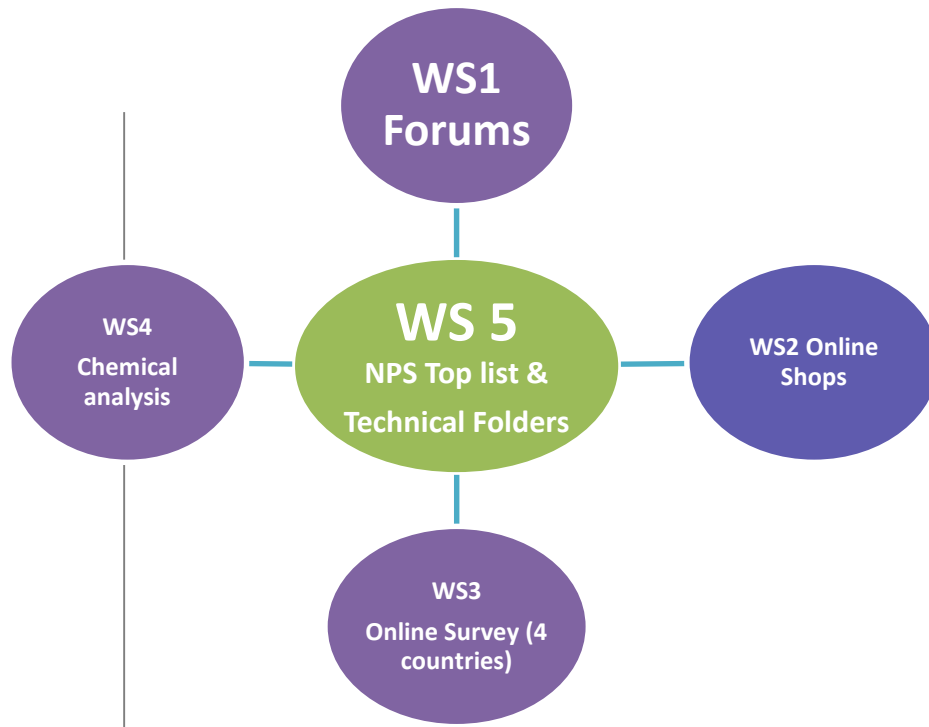 WS1
Forums
WS4
Chemical
analysis
WS 5
NPS Top list &
Technical Folders
WS2 Online
Shops
WS3
Online Survey (4
countries)